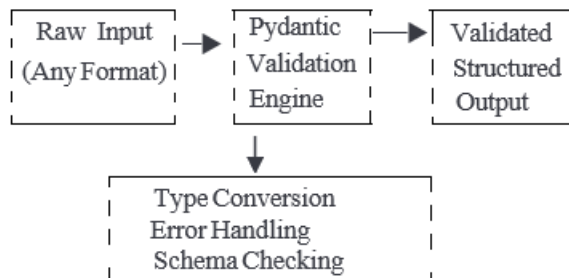 Raw Input
(Any Format)
Pydantic
Validation
Engine
Validated
Structured
Output
Type Conversion
Error Handling
Schema Checking